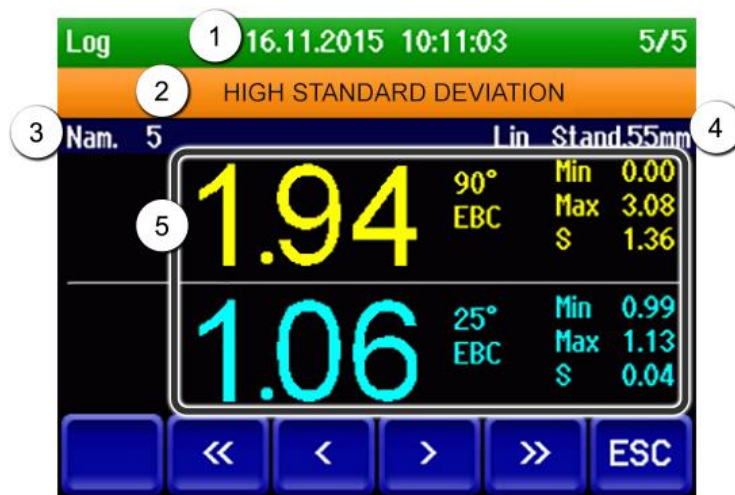 Log 1 16.11.2015 10:11:03 5/5
2 HIGH STANDARD DEVIATION
3 Nam. 5 Lin Stand.55mm 4
5
1.94 90° EBC Min 0.00
Max 3.08
S 1.36
1.06 25° EBC Min 0.99
Max 1.13
S 0.04
« < > » ESC